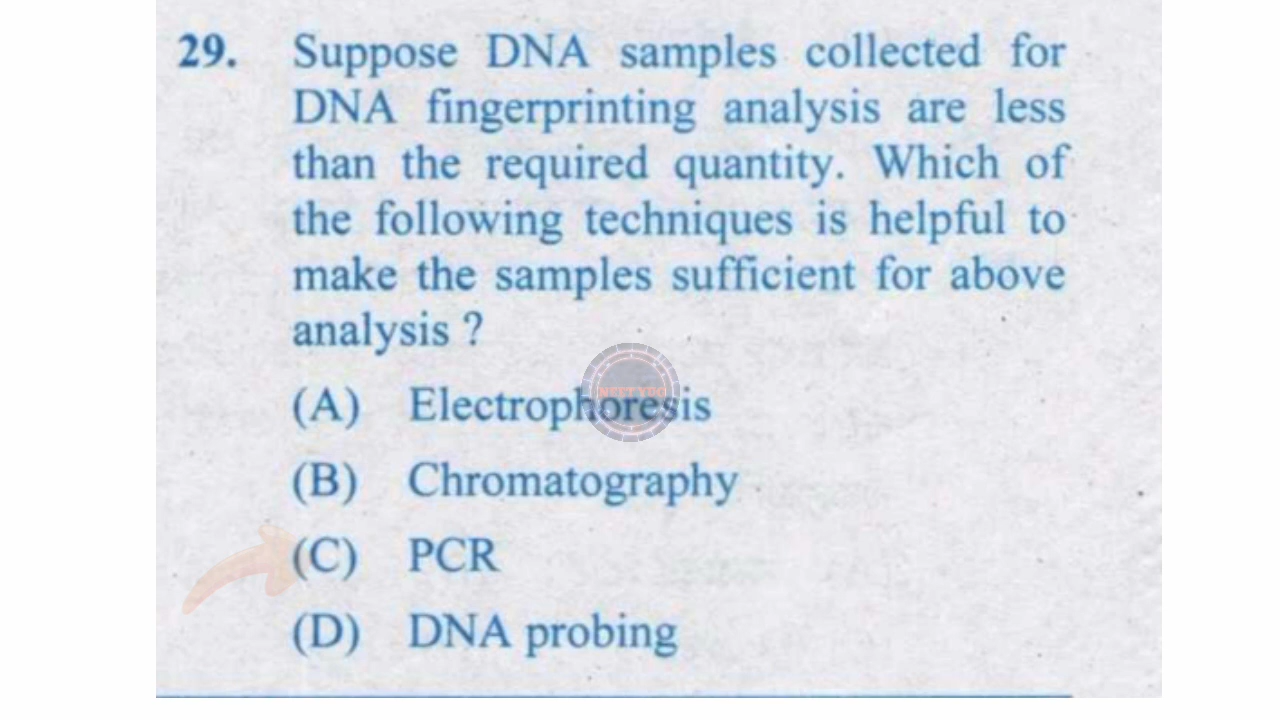 29. Suppose DNA samples collected for
DNA fingerprinting analysis are less
than the required quantity. Which of
the following techniques is helpful to
make the samples sufficient for above
analysis ?
(A) Electrophoresis
(B) Chromatography
(C) PCR
(D) DNA probing